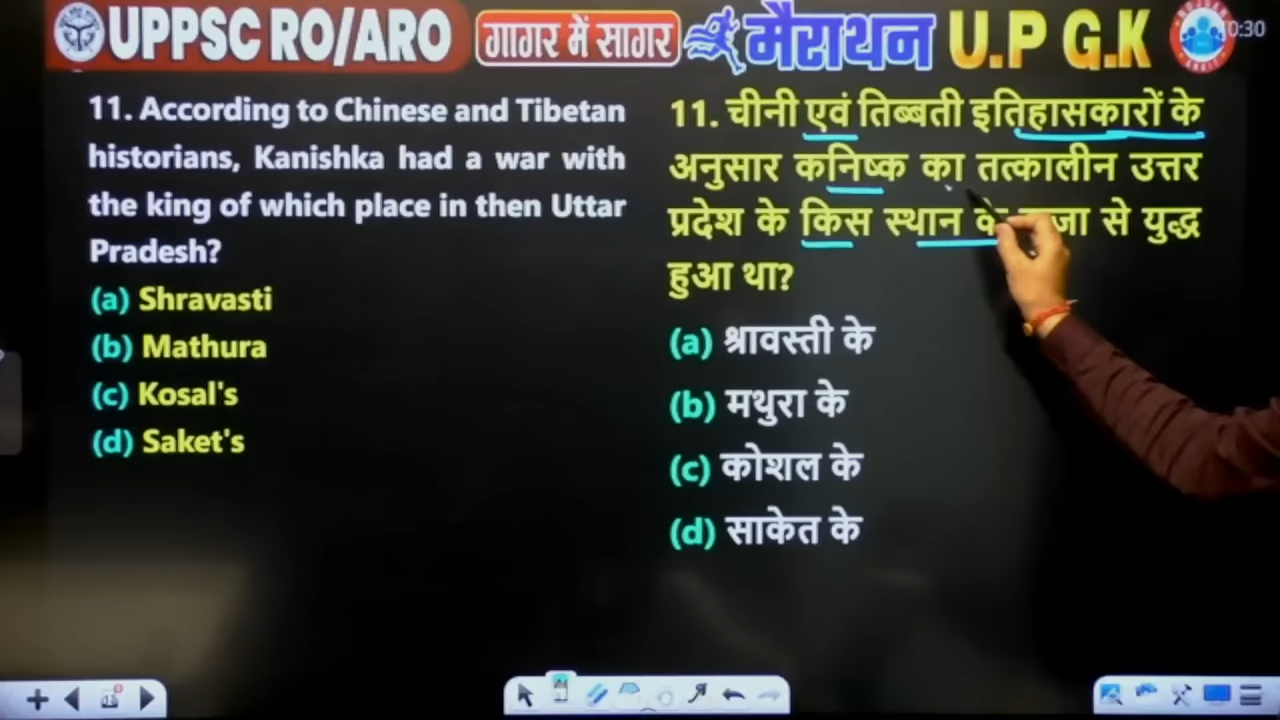 UPPSC RO/ARO
गागर में सागर
मैराथन
U.P G.K
0:30
11. According to Chinese and Tibetan
historians, Kanishka had a war with
the king of which place in then Uttar
Pradesh?
(a) Shravasti
(b) Mathura
(c) Kosal's
(d) Saket's
11. चीनी एवं तिब्बती इतिहासकारों के
अनुसार कनिष्क का तत्कालीन उत्तर
प्रदेश के किस स्थान से युद्ध
हुआ था?
(a) श्रावस्ती के
(b) मथुरा के
(c) कोशल के
(d) साकेत के